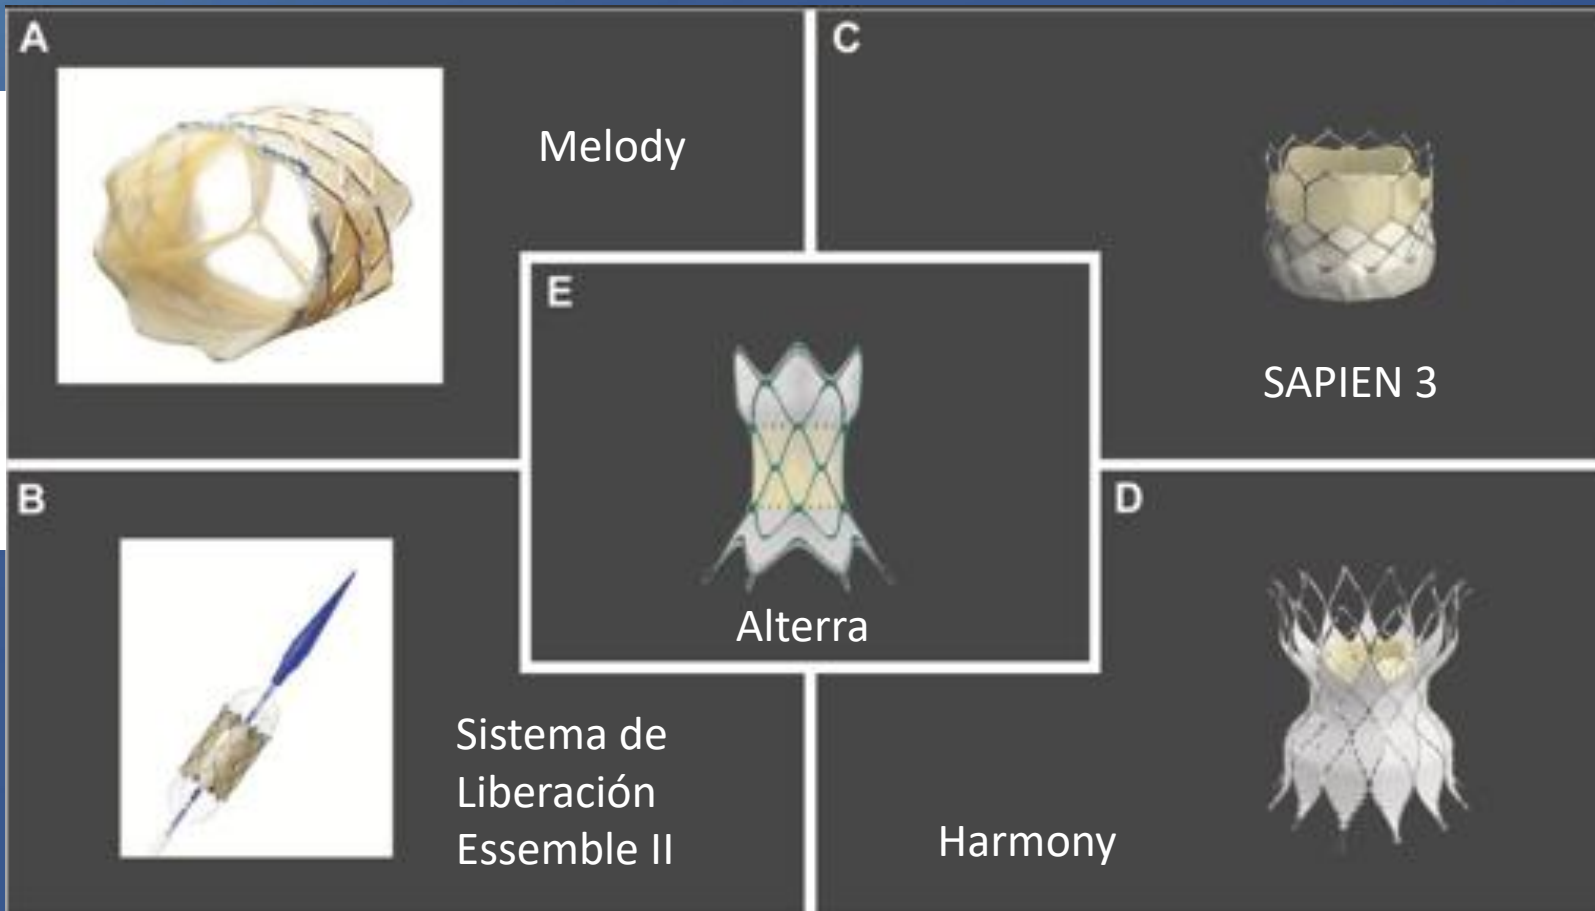 A
Melody
C
SAPIEN 3
E
Alterra
B
Sistema de
Liberación
Essemble II
D
Harmony